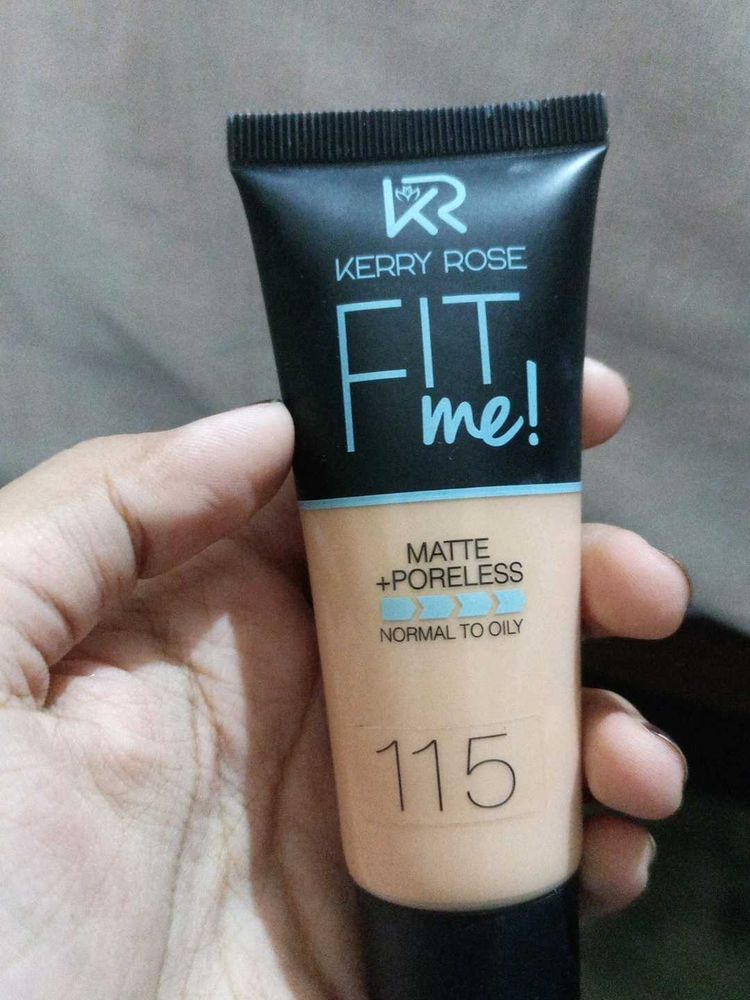 KR
KERRY ROSE
FIT
me!
MATTE
+PORELESS
NORMAL TO OILY
115